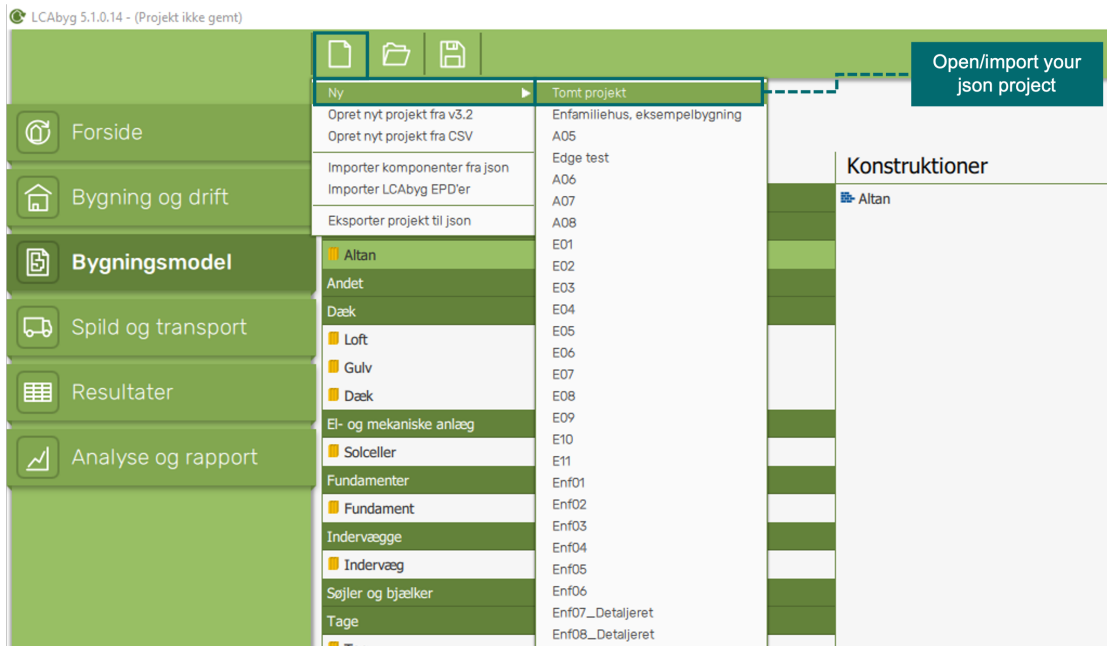 LCAbyg 5.1.0.14 - (Projekt ikke gemt)
Open/import your
json project
Ny
Opret nyt projekt fra v3.2
Opret nyt projekt fra CSV
Importer komponenter fra json
Importer LCAbyg EPD'er
Eksporter projekt til json
Tomt projekt
Enfamiliehus, eksempelbygning
A05
Edge test
A06
A07
A08
E01
E02
E03
E04
E05
E06
E07
E08
E09
E10
E11
Enf01
Enf02
Enf03
Enf04
Enf05
Enf06
Enf07_Detaljeret
Enf08_Detaljeret
Forside
Bygning og drift
Bygningsmodel
Spild og transport
Resultater
Analyse og rapport
Altan
Andet
Dæk
Loft
Gulv
Dæk
El- og mekaniske anlæg
Solceller
Fundamenter
Fundament
Indervægge
Indervæg
Søjler og bjælker
Tage
Konstruktioner
Altan